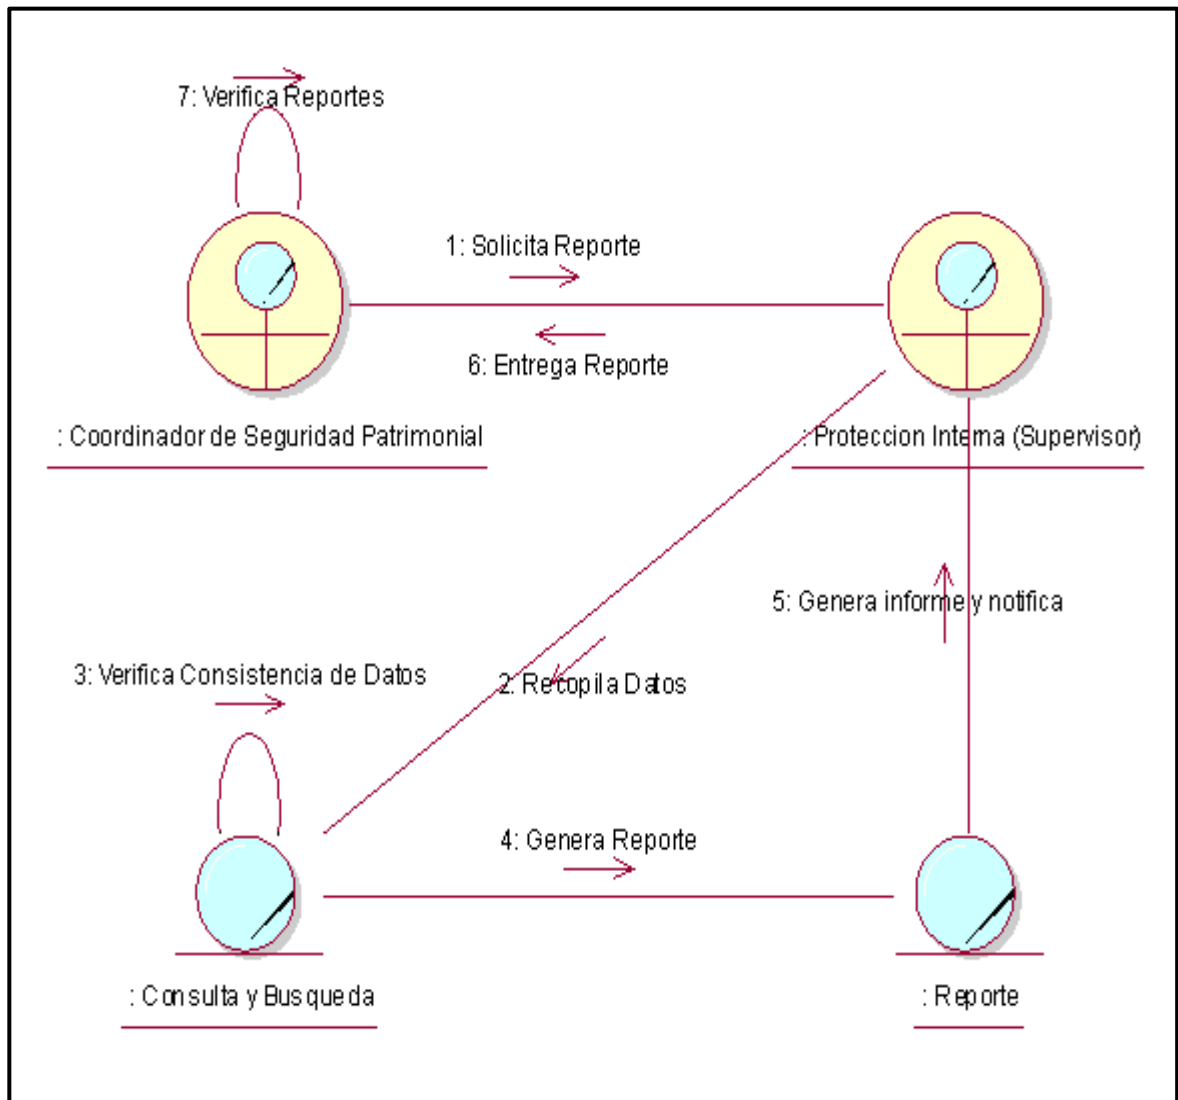 7: Verifica Reportes
1: Solicita Reporte
6: Entrega Reporte
: Coordinador de Seguridad Patrimonial
: Proteccion Interna (Supervisor)
5: Genera informe y notifica
3: Verifica Consistencia de Datos
2: Recopila Datos
4: Genera Reporte
: Consulta y Busqueda
: Reporte